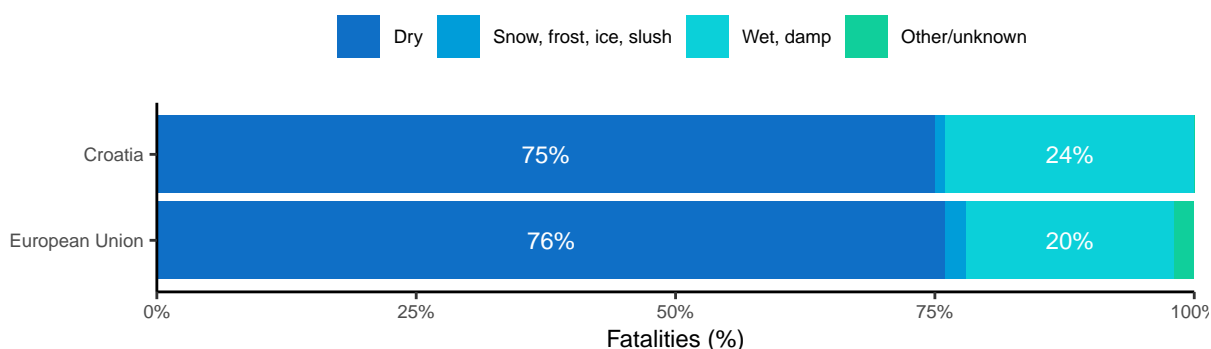 Dry Snow, frost, ice, slush Wet, damp Other/unknown
Croatia 75% 24%
European Union 76% 20%
0% 25% 50% 75% 100%
Fatalities (%)